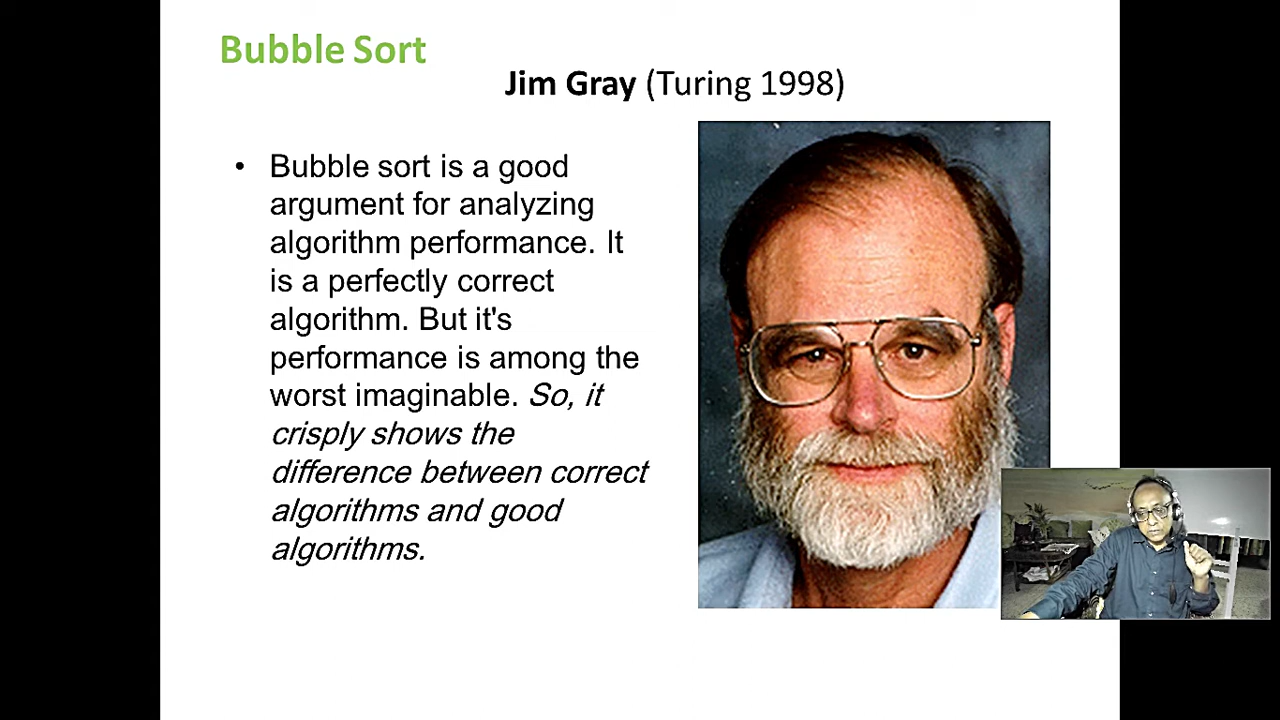 Bubble Sort
Jim Gray (Turing 1998)
• Bubble sort is a good
argument for analyzing
algorithm performance. It
is a perfectly correct
algorithm. But it's
performance is among the
worst imaginable. So, it
crisply shows the
difference between correct
algorithms and good
algorithms.